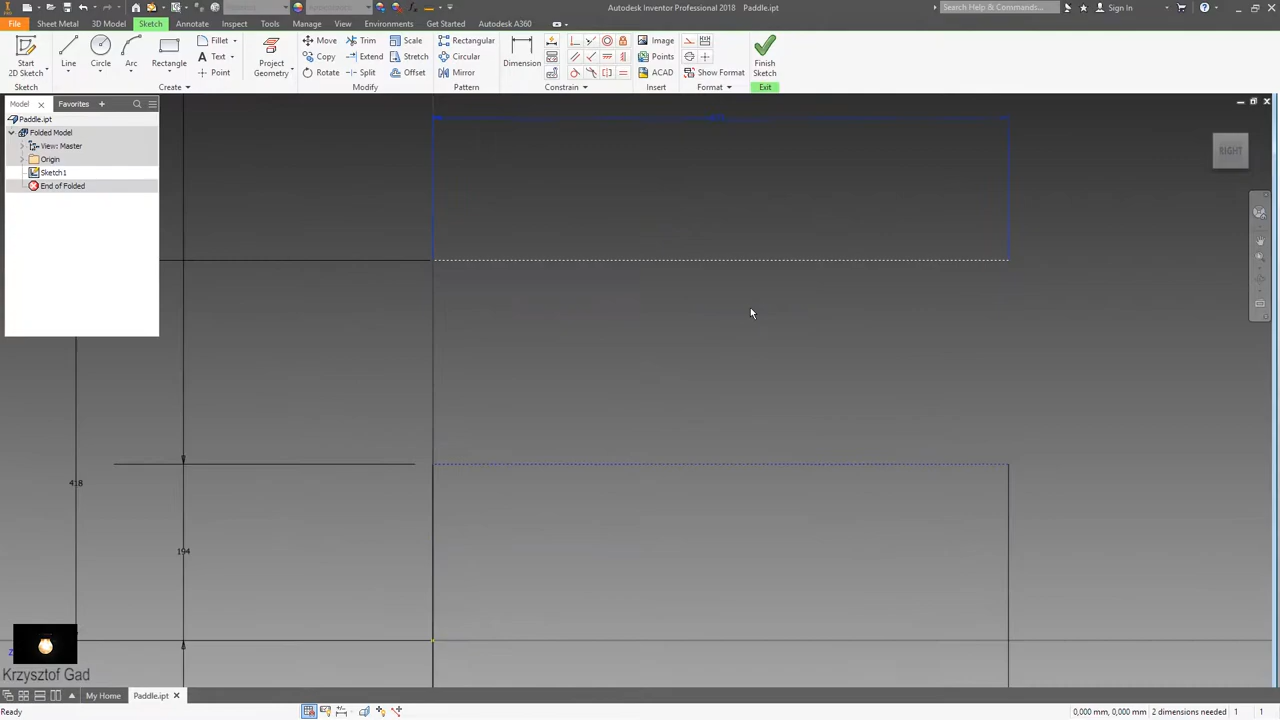 Autodesk Inventor Professional 2018 Paddle.ipt
Search Help & Commands...
Sign In
File 3D Model Sketch Annotate Inspect Tools Manage View Environments Get Started Autodesk A360
Start
2D Sketch
Line
Circle
Arc
Rectangle
Fillet
Text
Point
Project
Geometry
Move
Copy
Rotate
Trim
Extend
Split
Scale
Stretch
Offset
Rectangular
Circular
Mirror
Dimension
Image
Points
ACAD
Show Format
Finish
Sketch
Sketch Create Modify Pattern Constrain Insert Format Exit
Model Favorites
Paddle.ipt
Folded Model
View: Master
Origin
Sketch1
End of Folded
RIGHT
418
194
Z
Krzysztof Gad
My Home Paddle.ipt
Ready
0,000 mm, 0,000 mm 2 dimensions needed 1 1